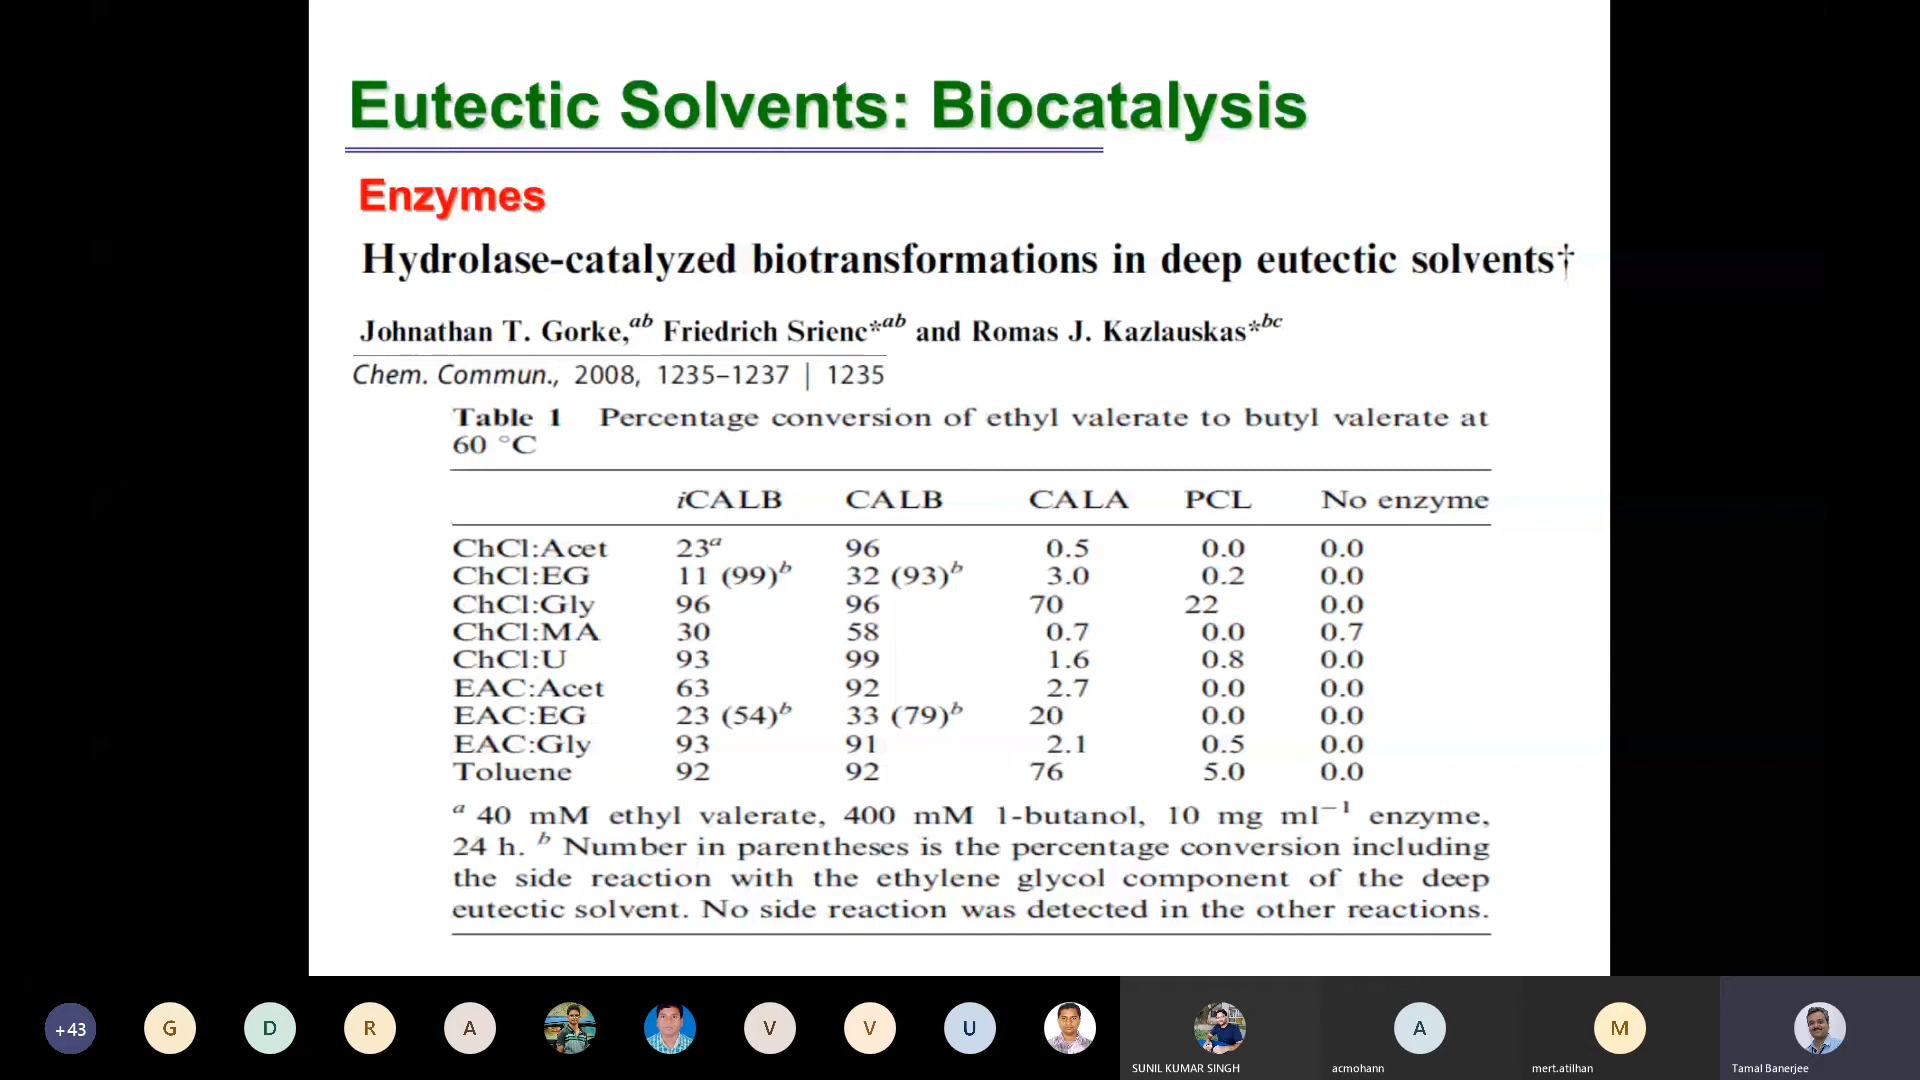 Eutectic Solvents: Biocatalysis
Enzymes
Hydrolase-catalyzed biotransformations in deep eutectic solvents†
Johnathan T. Gorke,ab Friedrich Srienc*ab and Romas J. Kazlauskas*bc
Chem. Commun., 2008, 1235–1237 | 1235
Table 1 Percentage conversion of ethyl valerate to butyl valerate at
60 °C
iCALB CALB CALA PCL No enzyme
ChCl:Acet 23a 96 0.5 0.0 0.0
ChCl:EG 11 (99)b 32 (93)b 3.0 0.2 0.0
ChCl:Gly 96 96 70 22 0.0
ChCl:MA 30 58 0.7 0.0 0.7
ChCl:U 93 99 1.6 0.8 0.0
EAC:Acet 63 92 2.7 0.0 0.0
EAC:EG 23 (54)b 33 (79)b 20 0.0 0.0
EAC:Gly 93 91 2.1 0.5 0.0
Toluene 92 92 76 5.0 0.0
a 40 mM ethyl valerate, 400 mM 1-butanol, 10 mg ml−1 enzyme,
24 h. b Number in parentheses is the percentage conversion including
the side reaction with the ethylene glycol component of the deep
eutectic solvent. No side reaction was detected in the other reactions.
+43 G D R A V V U A M
SUNIL KUMAR SINGH acmohann mert.atilhan Tamal Banerjee